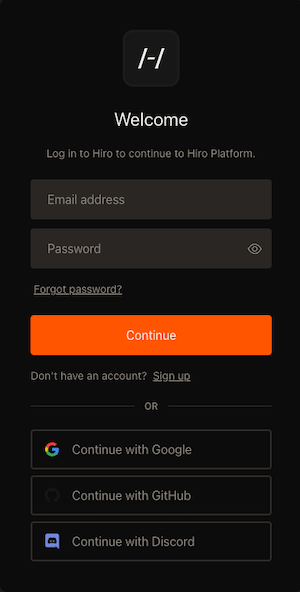 Welcome
Log in to Hiro to continue to Hiro Platform.
Email address
Password
Forgot password?
Continue
Don't have an account? Sign up
OR
Continue with Google
Continue with GitHub
Continue with Discord